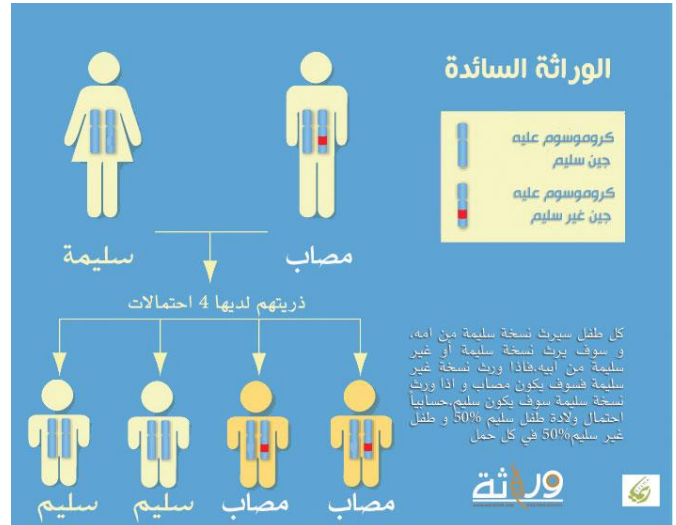 الوراثة السائدة
كروموسوم عليه
جين سليم
كروموسوم عليه
جين غير سليم
سليمة
مصاب
ذريتهم لديها 4 احتمالات
كل طفل سيرث نسخة سليمة من امه.
و سوف يرث نسخة سليمة أو غير
سليمة من ابيه.فاذا ورث نسخة غير
سليمة فسوف يكون مصاب و اذا ورث
نسخة سليمة سوف يكون سليم.حسابياً
احتمال ولادة طفل سليم 50% و طفل
غير سليم50% في كل حمل
سليم
سليم
مصاب
مصاب
وراثة